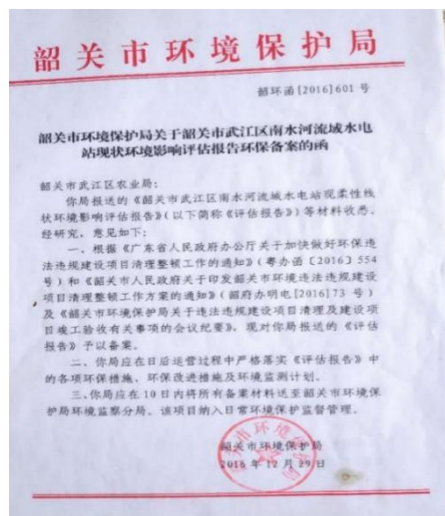 韶关市环境保护局
韶环函[2016]601 号
韶关市环境保护局关于韶关市武江区南水河流域水电
站现状环境影响评估报告环保备案的函
韶关市武江区农业局：
你局报送的《韶关市武江区南水河流域水电站现柔性线
状环境影响评估报告》（以下简称《评估报告》）等材料收悉。
经研究，意见如下：
一、根据《广东省人民政府办公厅关于加快做好环保违
法违规建设项目清理整顿工作的通知》（粤办函〔2016〕554
号）和《韶关市人民政府关于印发韶关市环境违法违规建设
项目清理整顿工作方案的通知》（韶府办明电[2016]73 号）
及《韶关市环境保护局关于违法违规建设项目清理及建设项
目竣工验收有关事项的会议纪要》，现对你局报送的《评估
报告》予以备案。
二、你局应在日后运营过程中严格落实《评估报告》中
的各项环保措施、环保改进措施及环境监测计划。
三、你局应在 10 日内将所有备案材料送至韶关市环境保
护局环境监察分局。该项目纳入日常环境保护监督管理。
韶关市环境保护局
2016 年 12 月 29 日